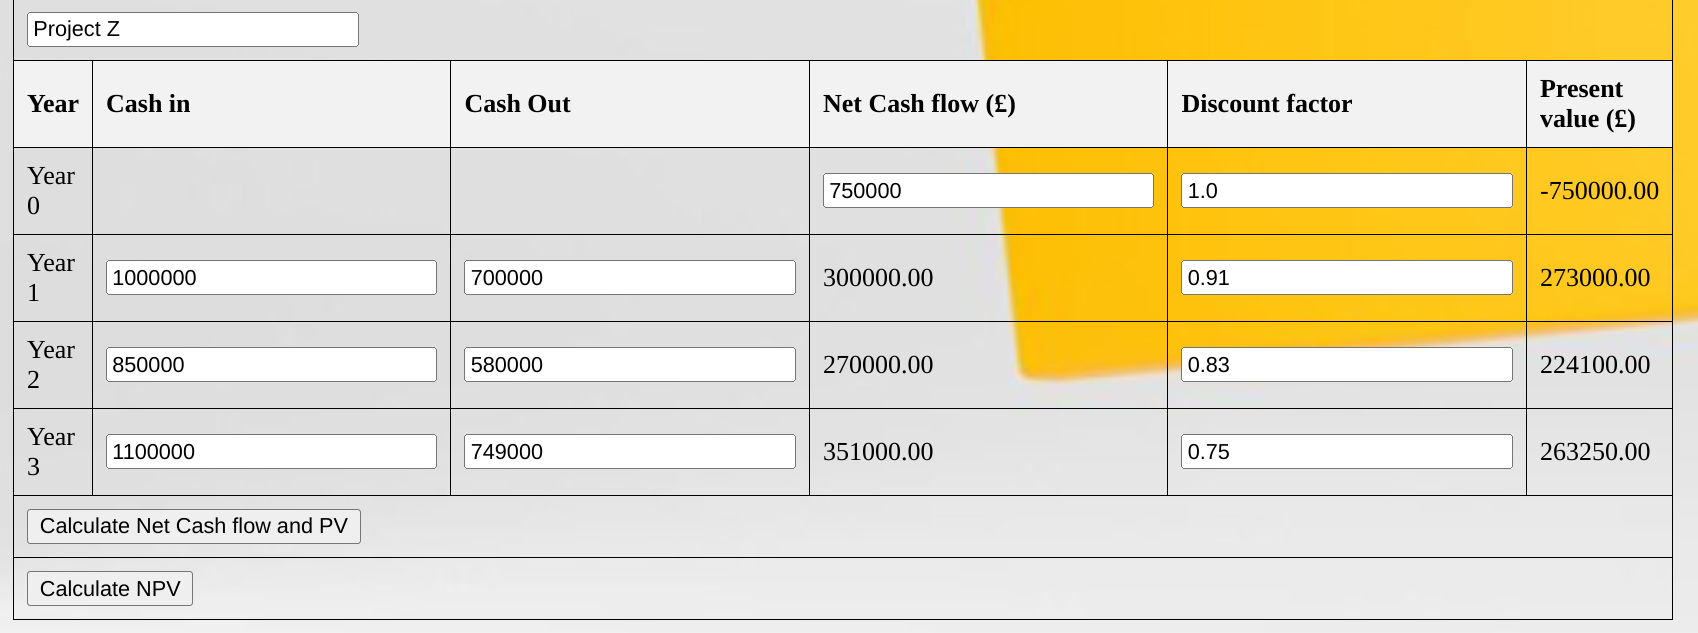 Project Z
Year Cash in Cash Out Net Cash flow (£) Discount factor Present value (£)
Year 0 750000 1.0 -750000.00
Year 1 1000000 700000 300000.00 0.91 273000.00
Year 2 850000 580000 270000.00 0.83 224100.00
Year 3 1100000 749000 351000.00 0.75 263250.00
Calculate Net Cash flow and PV
Calculate NPV